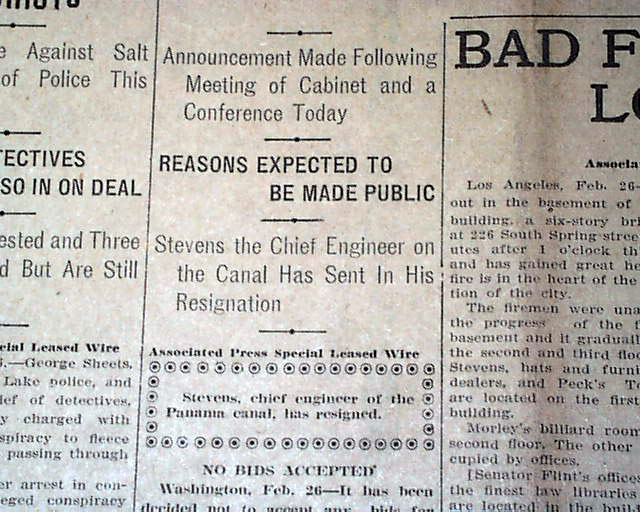 e Against Salt
of Police This
TECTIVES
SO IN ON DEAL
ested and Three
d But Are Still
cial Leased Wire
.—George Sheets,
Lake police, and
ief of detectives,
y charged with
spiracy to fleece
passing through
er arrest in con-
eged conspiracy
Announcement Made Following
Meeting of Cabinet and a
Conference Today
REASONS EXPECTED TO
BE MADE PUBLIC
Stevens the Chief Engineer on
the Canal Has Sent In His
Resignation
Associated Press Special Leased Wire
Stevens, chief engineer of the
Panama canal, has resigned.
NO BIDS ACCEPTED
Washington, Feb. 26—It has been
decided not to accept any bids for
BAD F
LO
Associa
Los Angeles, Feb. 26-
out in the basement of
building, a six-story bri
at 226 South Spring stree
utes after 1 o'clock th
and has gained great he
fire is in the heart of the
tion of the city.
The firemen were una
the progress of the f
basement and it graduall
the second and third floo
Stevens, hats and furni
dealers, and Peck's T
are located on the first
building.
Morley's billiard room
second floor. The other
cupied by offices.
[Senator Flint's offices
the finest law libraries
are located in the buil